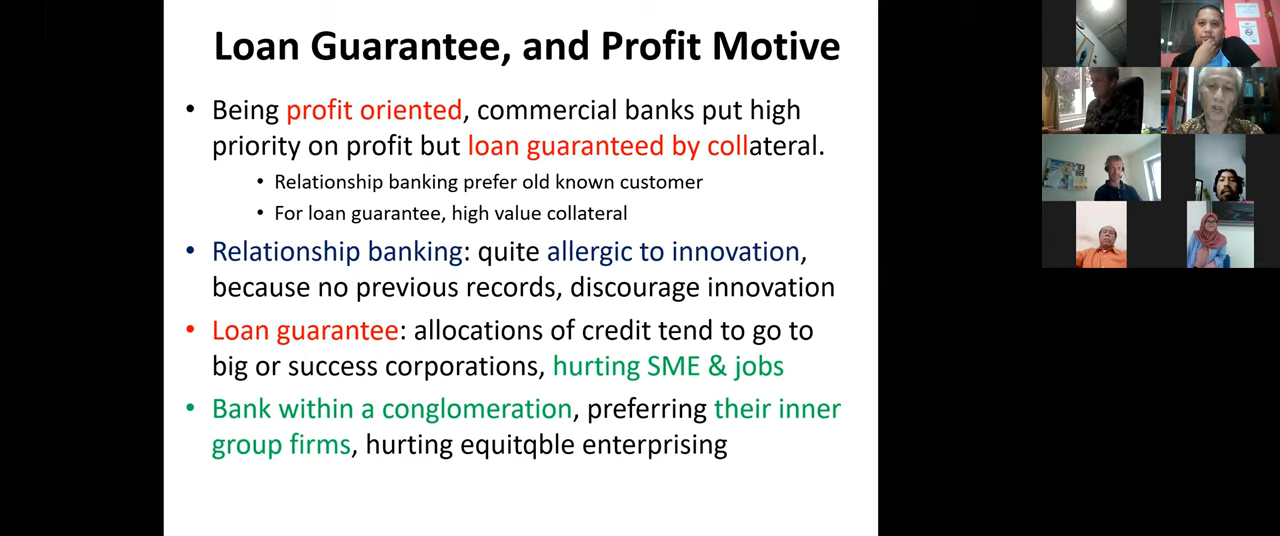 Loan Guarantee, and Profit Motive
• Being profit oriented, commercial banks put high
priority on profit but loan guaranteed by collateral.
• Relationship banking prefer old known customer
• For loan guarantee, high value collateral
• Relationship banking: quite allergic to innovation,
because no previous records, discourage innovation
• Loan guarantee: allocations of credit tend to go to
big or success corporations, hurting SME & jobs
• Bank within a conglomeration, preferring their inner
group firms, hurting equitqble enterprising